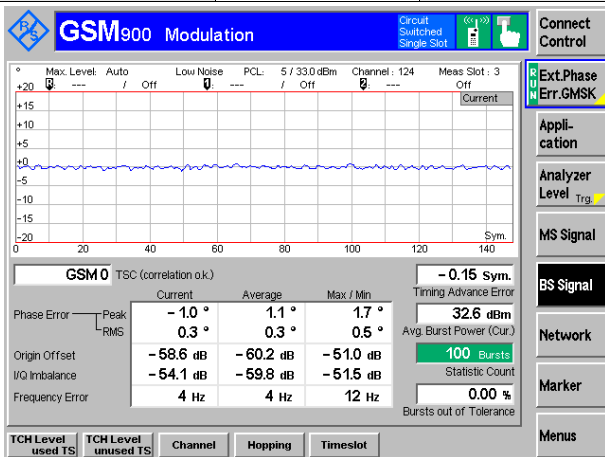 R&S
GSM900 Modulation
Circuit
Switched
Single Slot
Connect
Control
° Max. Level: Auto Low Noise PCL: 5 / 33.0 dBm Channel : 124 Meas Slot : 3
1: --- / Off 2: --- / Off 3: --- Off
Current
+20
+15
+10
+5
+0
-5
-10
-15
-20
Sym.
0 20 40 60 80 100 120 140
GSM 0 TSC (correlation o.k.)
- 0.15 Sym.
Timing Advance Error
Current Average Max / Min
Phase Error Peak - 1.0 ° 1.1 ° 1.7 °
RMS 0.3 ° 0.3 ° 0.5 °
32.6 dBm
Avg. Burst Power (Cur.)
Origin Offset - 58.6 dB - 60.2 dB - 51.0 dB
100 Bursts
Statistic Count
I/Q Imbalance - 54.1 dB - 59.8 dB - 51.5 dB
Frequency Error 4 Hz 4 Hz 12 Hz
0.00 %
Bursts out of Tolerance
RUN
Ext.Phase
Err.GMSK
Appli-
cation
Analyzer
Level Trg.
MS Signal
BS Signal
Network
Marker
Menus
TCH Level
used TS
TCH Level
unused TS
Channel
Hopping
Timeslot